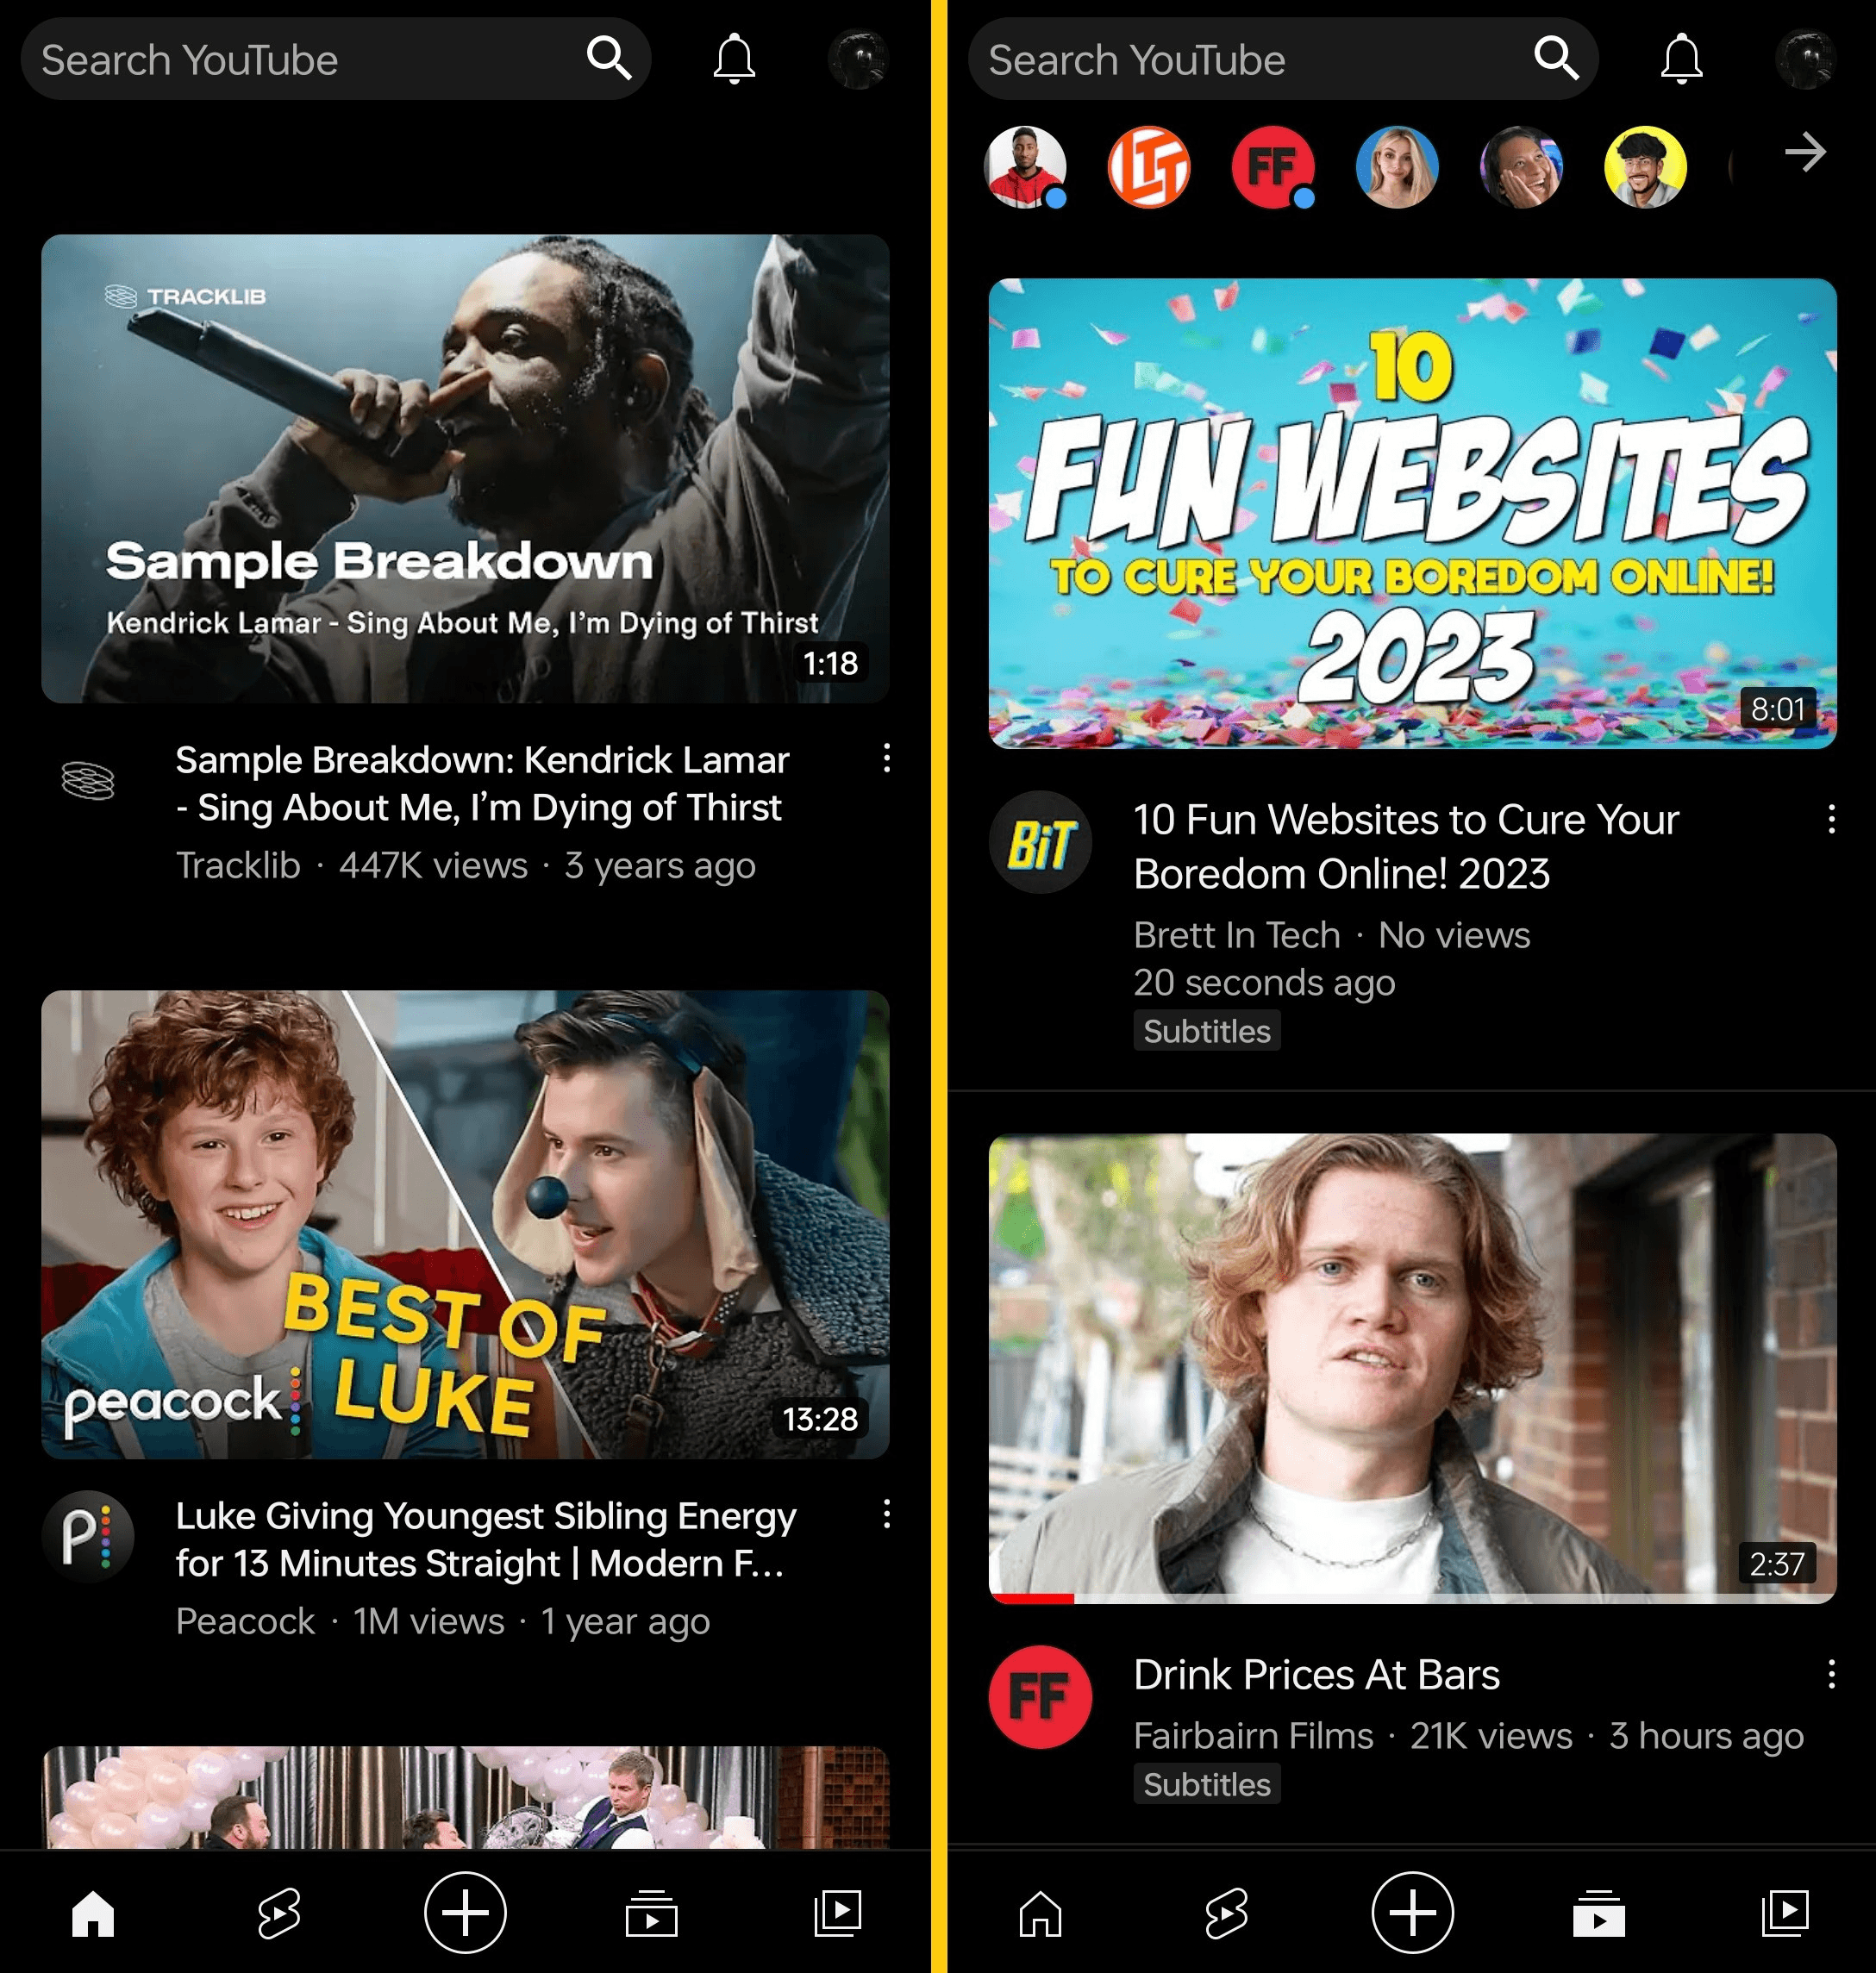 Search YouTube
TRACKLIB
Sample Breakdown
Kendrick Lamar - Sing About Me, I'm Dying of Thirst
1:18
Sample Breakdown: Kendrick Lamar
- Sing About Me, I’m Dying of Thirst
Tracklib · 447K views · 3 years ago
BEST OF
LUKE
peacock
13:28
P
Luke Giving Youngest Sibling Energy
for 13 Minutes Straight | Modern F...
Peacock · 1M views · 1 year ago
Search YouTube
LTT
FF
10
FUN WEBSITES
TO CURE YOUR BOREDOM ONLINE!
2023
8:01
BiT
10 Fun Websites to Cure Your
Boredom Online! 2023
Brett In Tech · No views
20 seconds ago
Subtitles
2:37
FF
Drink Prices At Bars
Fairbairn Films · 21K views · 3 hours ago
Subtitles